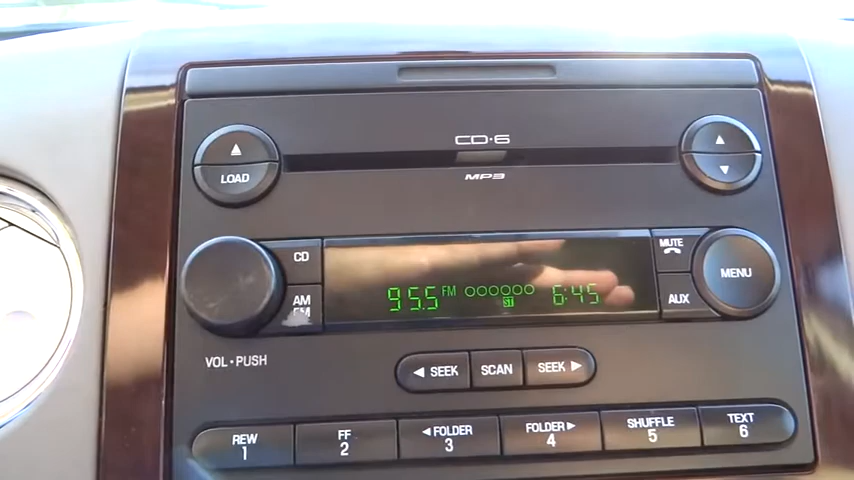 CD•6
LOAD
MP3
CD
MUTE
AM
FM
95.5 FM ST 6:45
MENU
AUX
VOL•PUSH
SEEK SCAN SEEK
REW 1
FF 2
FOLDER 3
FOLDER 4
SHUFFLE 5
TEXT 6